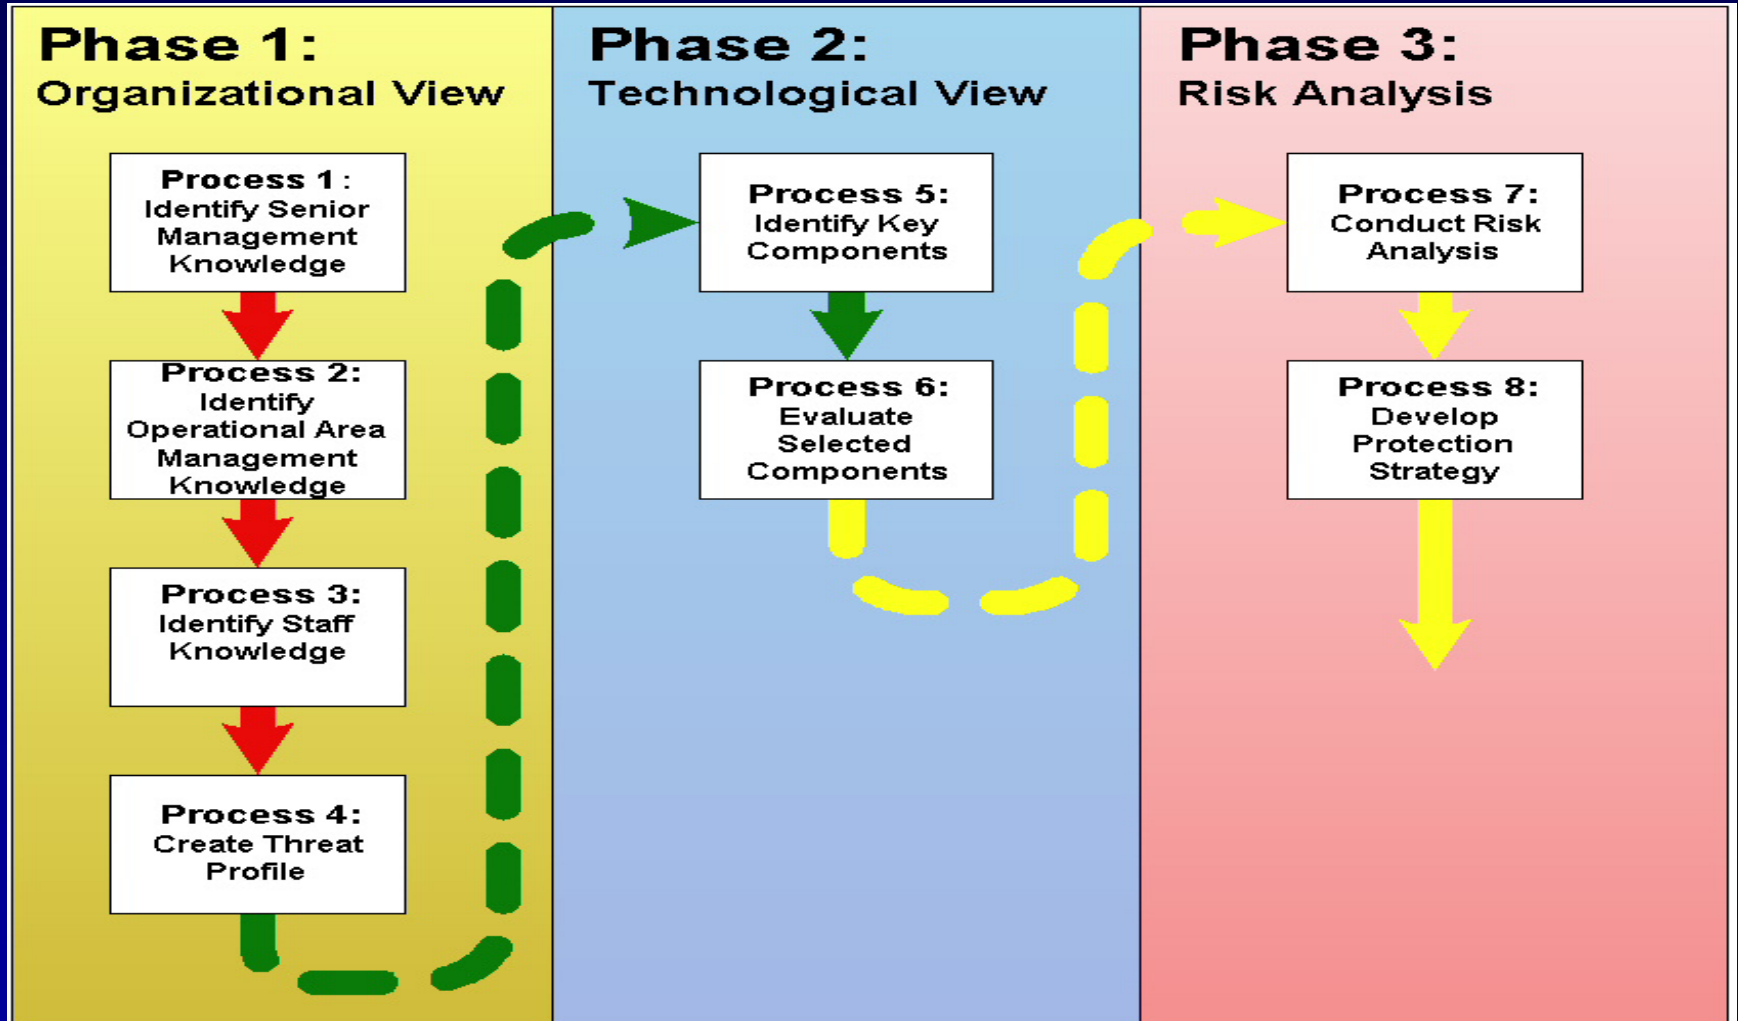 Phase 1:
Organizational View
Process 1:
Identify Senior
Management
Knowledge
Process 2:
Identify
Operational Area
Management
Knowledge
Process 3:
Identify Staff
Knowledge
Process 4:
Create Threat
Profile
Phase 2:
Technological View
Process 5:
Identify Key
Components
Process 6:
Evaluate
Selected
Components
Phase 3:
Risk Analysis
Process 7:
Conduct Risk
Analysis
Process 8:
Develop
Protection
Strategy